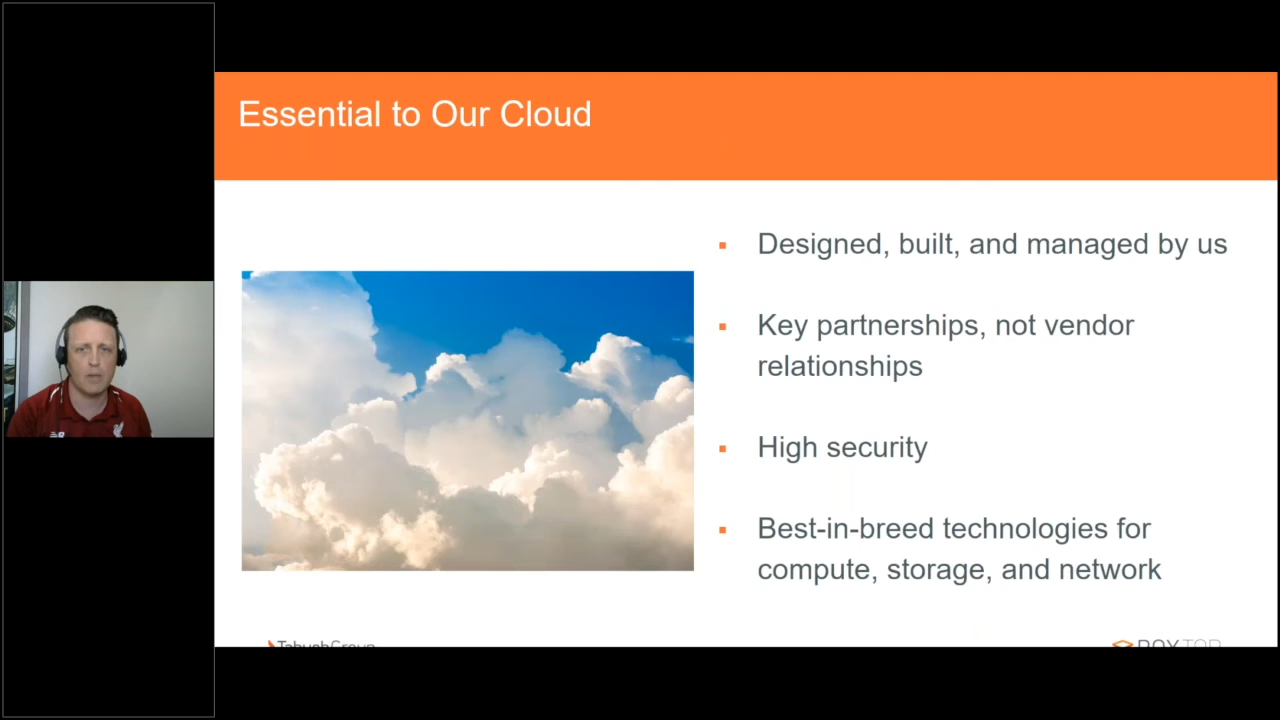 Essential to Our Cloud
Designed, built, and managed by us
Key partnerships, not vendor
relationships
High security
Best-in-breed technologies for
compute, storage, and network
TabushGroup